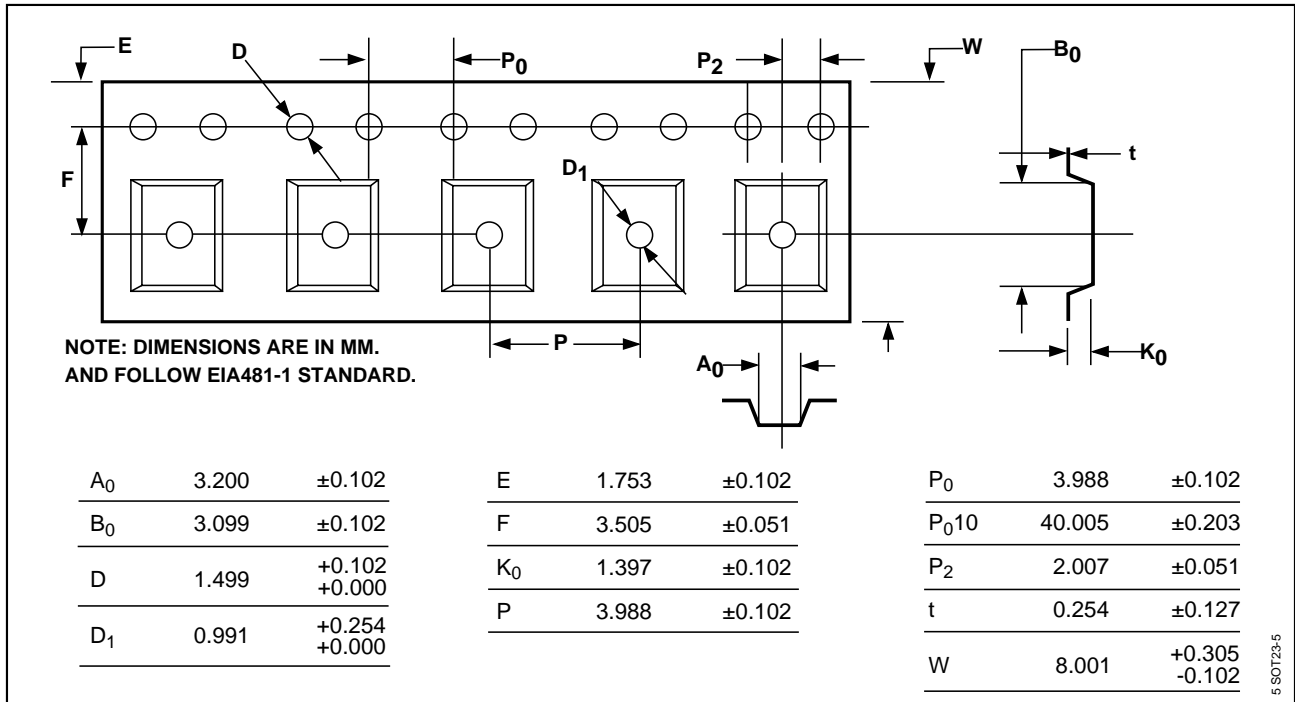 E
D
P0
P2
W
B0
F
D1
t
P
A0
K0
NOTE: DIMENSIONS ARE IN MM.
AND FOLLOW EIA481-1 STANDARD.
A0 3.200 ±0.102
B0 3.099 ±0.102
D 1.499 +0.102
+0.000
D1 0.991 +0.254
+0.000
E 1.753 ±0.102
F 3.505 ±0.051
K0 1.397 ±0.102
P 3.988 ±0.102
P0 3.988 ±0.102
P010 40.005 ±0.203
P2 2.007 ±0.051
t 0.254 ±0.127
W 8.001 +0.305
-0.102
5 SOT23-5